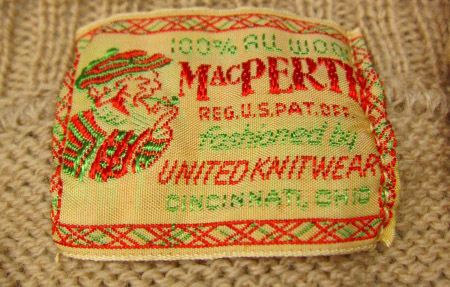 100% ALL WOOL
MACPERTH
REG.U.S.PAT.OFF.
fashioned by
UNITED KNITWEAR
CINCINNATI, OHIO